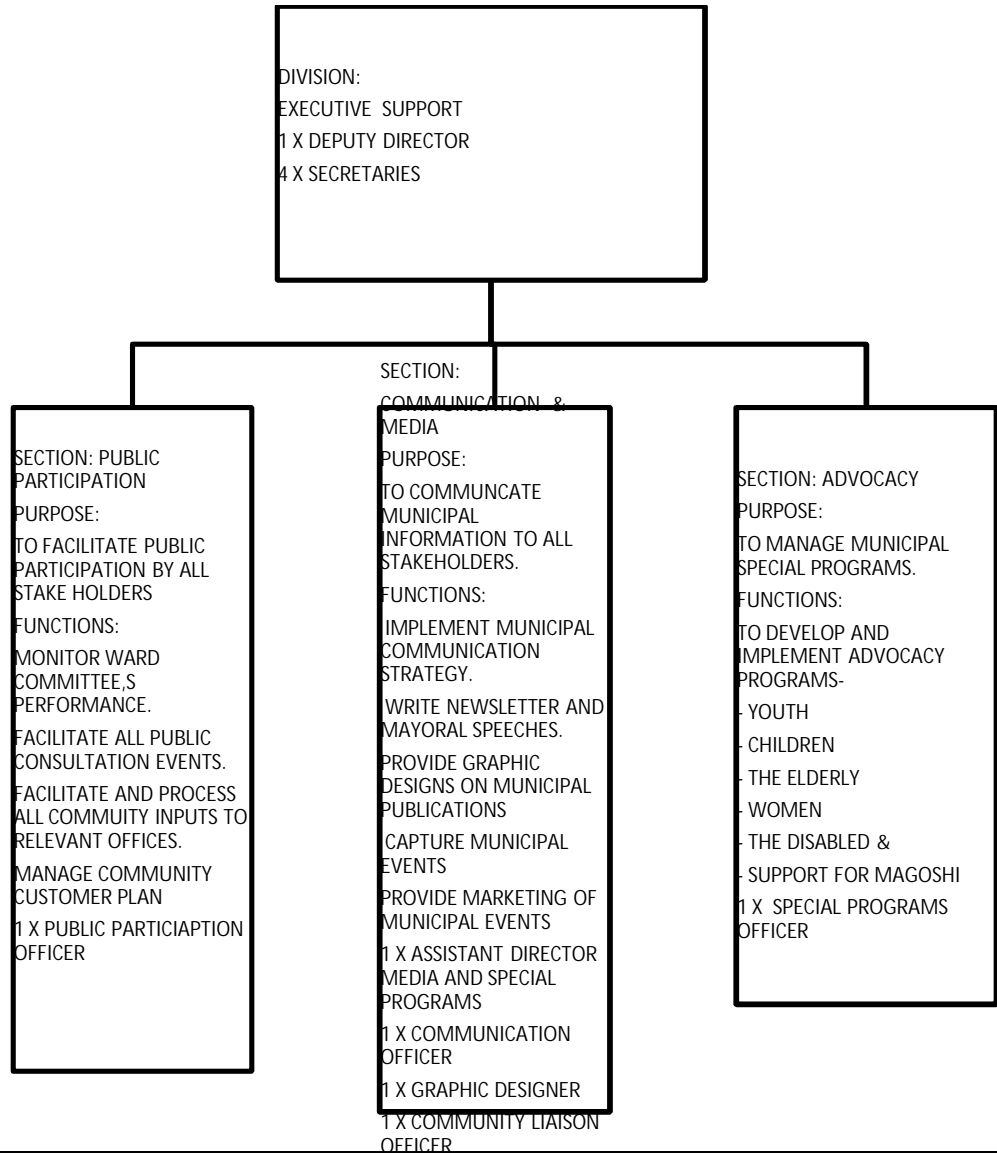 DIVISION:
EXECUTIVE SUPPORT
1 X DEPUTY DIRECTOR
4 X SECRETARIES
SECTION: PUBLIC
PARTICIPATION
PURPOSE:
TO FACILITATE PUBLIC
PARTICIPATION BY ALL
STAKE HOLDERS
FUNCTIONS:
MONITOR WARD
COMMITTEE,S
PERFORMANCE.
FACILITATE ALL PUBLIC
CONSULTATION EVENTS.
FACILITATE AND PROCESS
ALL COMMUITY INPUTS TO
RELEVANT OFFICES.
MANAGE COMMUNITY
CUSTOMER PLAN
1 X PUBLIC PARTICIAPTION
OFFICER
SECTION:
COMMUNICATION &
MEDIA
PURPOSE:
TO COMMUNCATE
MUNICIPAL
INFORMATION TO ALL
STAKEHOLDERS.
FUNCTIONS:
IMPLEMENT MUNICIPAL
COMMUNICATION
STRATEGY.
WRITE NEWSLETTER AND
MAYORAL SPEECHES.
PROVIDE GRAPHIC
DESIGNS ON MUNICIPAL
PUBLICATIONS
CAPTURE MUNICIPAL
EVENTS
PROVIDE MARKETING OF
MUNICIPAL EVENTS
1 X ASSISTANT DIRECTOR
MEDIA AND SPECIAL
PROGRAMS
1 X COMMUNICATION
OFFICER
1 X GRAPHIC DESIGNER
1 X COMMUNITY LIAISON
OFFICER
SECTION: ADVOCACY
PURPOSE:
TO MANAGE MUNICIPAL
SPECIAL PROGRAMS.
FUNCTIONS:
TO DEVELOP AND
IMPLEMENT ADVOCACY
PROGRAMS-
- YOUTH
- CHILDREN
- THE ELDERLY
- WOMEN
- THE DISABLED &
- SUPPORT FOR MAGOSHI
1 X SPECIAL PROGRAMS
OFFICER